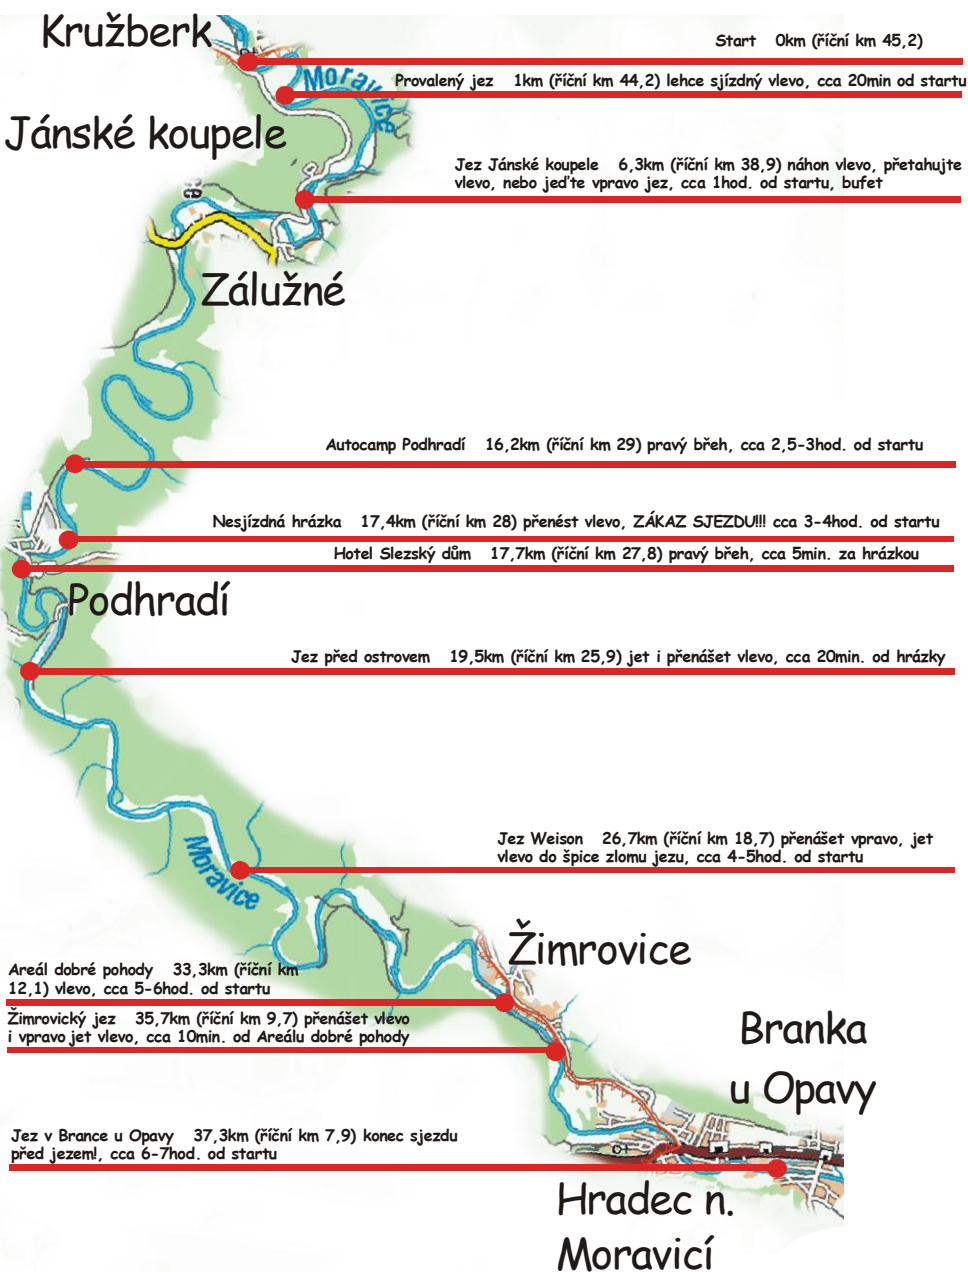 Kružberk
Start 0km (říční km 45,2)
Moravice
Provalený jez 1km (říční km 44,2) lehce sjízdný vlevo, cca 20min od startu
Jánské koupele
Jez Jánské koupele 6,3km (říční km 38,9) náhon vlevo, přetahujte
vlevo, nebo jeďte vpravo jez, cca 1hod. od startu, bufet
Zálužné
Autocamp Podhradí 16,2km (říční km 29) pravý břeh, cca 2,5-3hod. od startu
Nesjízdná hrázka 17,4km (říční km 28) přenést vlevo, ZÁKAZ SJEZDU!!! cca 3-4hod. od startu
Hotel Slezský dům 17,7km (říční km 27,8) pravý břeh, cca 5min. za hrázkou
Podhradí
Jez před ostrovem 19,5km (říční km 25,9) jet i přenášet vlevo, cca 20min. od hrázky
Jez Weison 26,7km (říční km 18,7) přenášet vpravo, jet
vlevo do špice zlomu jezu, cca 4-5hod. od startu
Moravice
Žimrovice
Areál dobré pohody 33,3km (říční km
12,1) vlevo, cca 5-6hod. od startu
Žimrovický jez 35,7km (říční km 9,7) přenášet vlevo
i vpravo jet vlevo, cca 10min. od Areálu dobré pohody
Branka
u Opavy
Jez v Brance u Opavy 37,3km (říční km 7,9) konec sjezdu
před jezem!, cca 6-7hod. od startu
Hradec n.
Moravicí